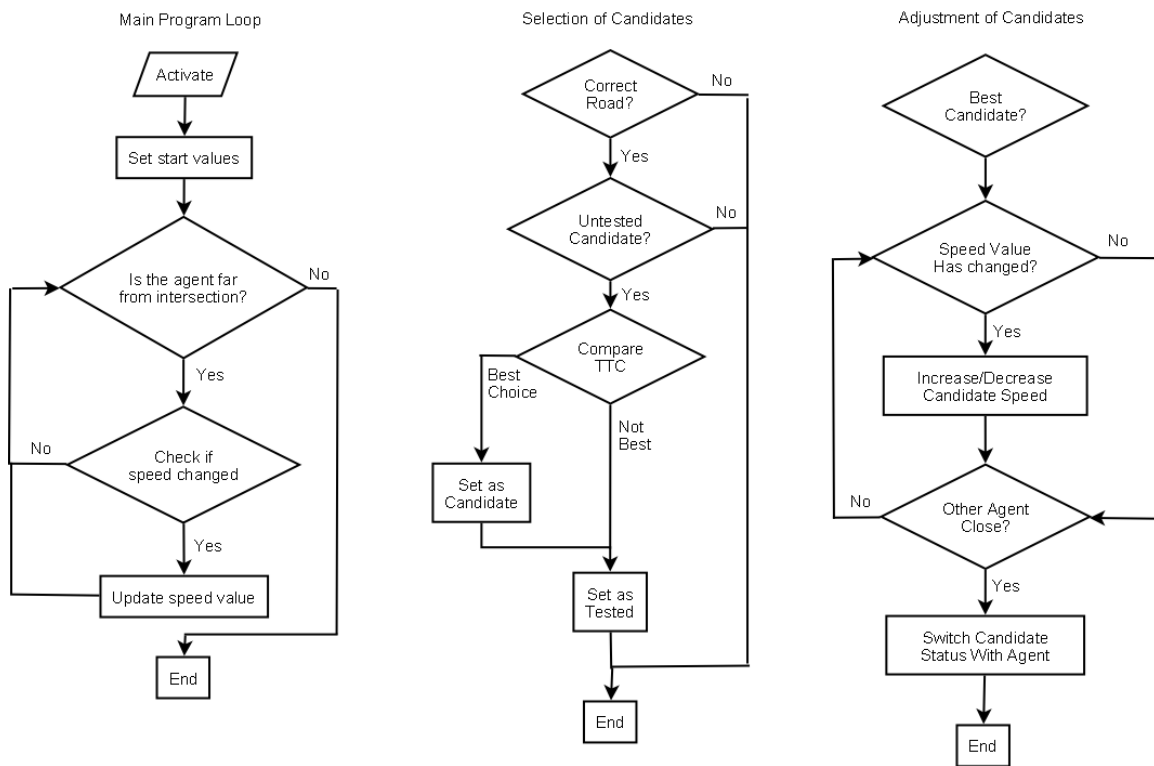 Main Program Loop
Activate
Set start values
Is the agent far
from intersection?
No
Yes
Check if
speed changed
No
Yes
Update speed value
End
Selection of Candidates
Correct
Road?
No
Yes
Untested
Candidate?
No
Yes
Compare
TTC
Best
Choice
Not
Best
Set as
Candidate
Set as
Tested
End
Adjustment of Candidates
Best
Candidate?
Speed Value
Has changed?
No
Yes
Increase/Decrease
Candidate Speed
Other Agent
Close?
No
Yes
Switch Candidate
Status With Agent
End